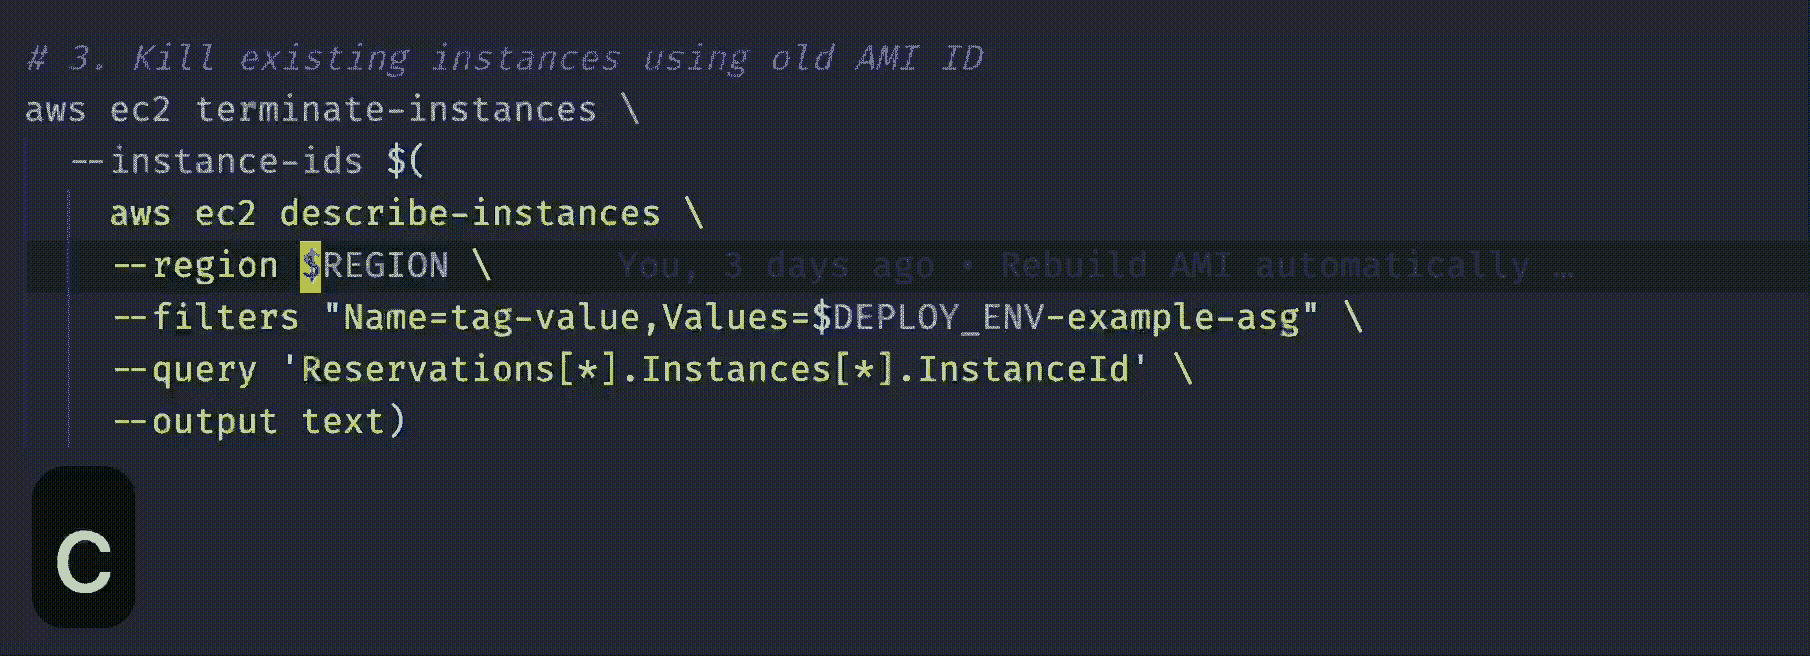 # 3. Kill existing instances using old AMI ID
aws ec2 terminate-instances \
--instance-ids $(
aws ec2 describe-instances \
--region $REGION \ You, 3 days ago • Rebuild AMI automatically …
--filters "Name=tag-value,Values=$DEPLOY_ENV-example-asg" \
--query 'Reservations[*].Instances[*].InstanceId' \
--output text)
C